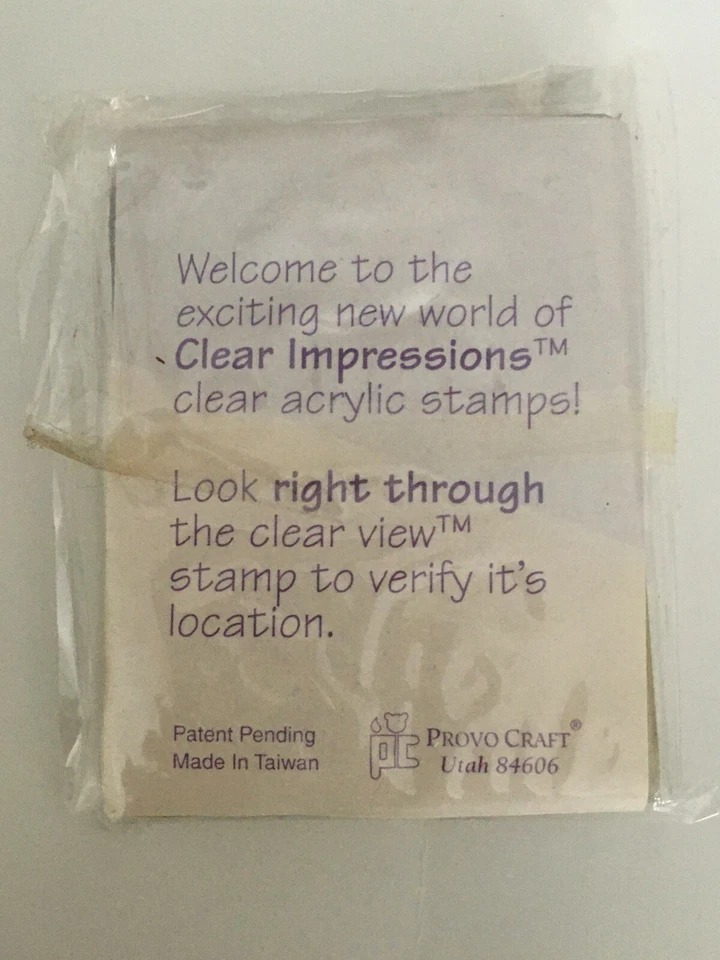 Welcome to the
exciting new world of
Clear Impressions™
clear acrylic stamps!
Look right through
the clear view™
stamp to verify it's
location.
Patent Pending
Made In Taiwan
pc PROVO CRAFT®
Utah 84606